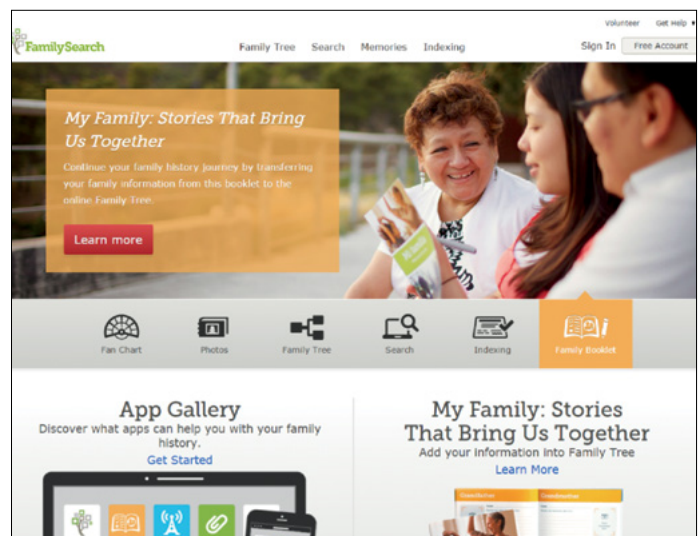 Volunteer Get Help
FamilySearch
Family Tree Search Memories Indexing
Sign In Free Account
My Family: Stories That Bring
Us Together
Continue your family history journey by transferring
your family information from this booklet to the
online Family Tree.
Learn more
My family
Fan Chart Photos Family Tree Search Indexing Family Booklet
App Gallery
Discover what apps can help you with your family
history.
Get Started
My Family: Stories
That Bring Us Together
Add your information into Family Tree
Learn More
Grandfather Grandmother